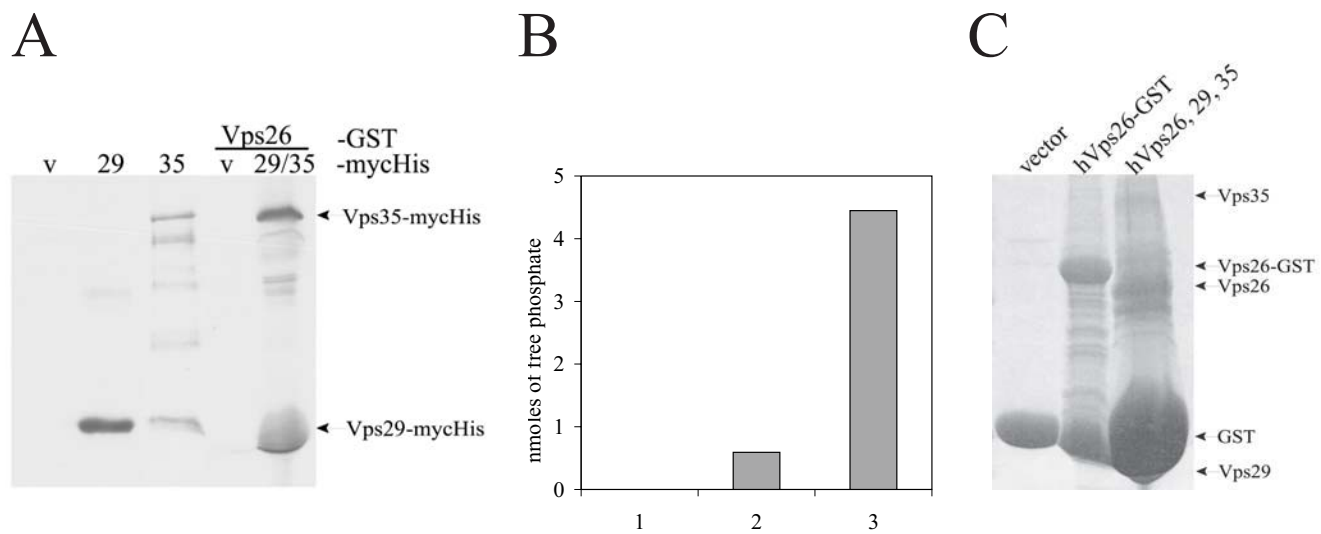 A
B
C
Vps26
-GST
v 29 35 v 29/35 -mycHis
Vps35-mycHis
Vps29-mycHis
nmoles of tree phosphate
5
4
3
2
1
0
1 2 3
vector
hVps26-GST
hVps26, 29, 35
Vps35
Vps26-GST
Vps26
GST
Vps29